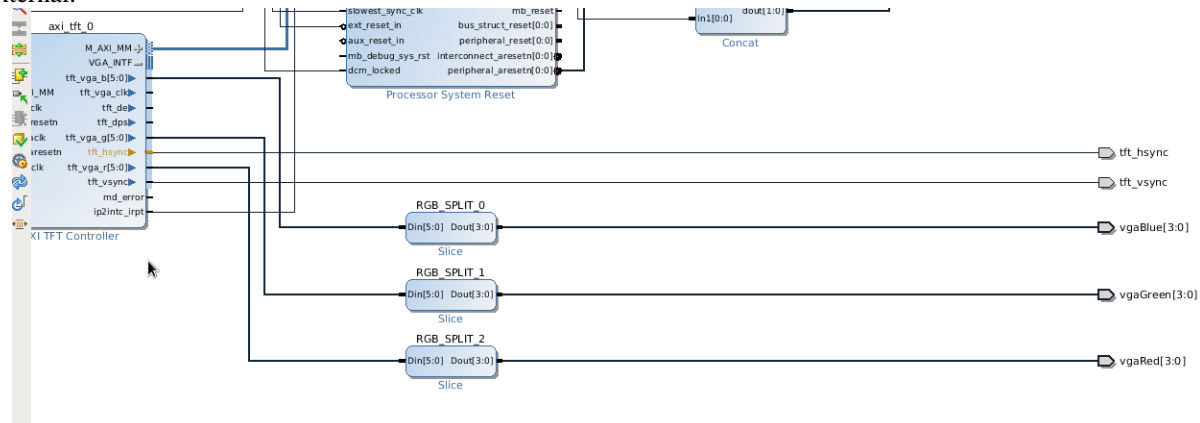 axi_tft_0
M_AXI_MM
VGA_INTF
tft_vga_b[5:0]
I_MM tft_vga_clk
clk tft_de
resetn tft_dps
aclk tft_vga_g[5:0]
aresetn tft_hsync
clk tft_vga_r[5:0]
tft_vsync
md_error
ip2intc_irpt
XI TFT Controller
slowest_sync_clk mb_reset
ext_reset_in bus_struct_reset[0:0]
aux_reset_in peripheral_reset[0:0]
mb_debug_sys_rst interconnect_aresetn[0:0]
dcm_locked peripheral_aresetn[0:0]
Processor System Reset
dout[1:0]
In1[0:0]
Concat
tft_hsync
tft_vsync
RGB_SPLIT_0
Din[5:0] Dout[3:0]
Slice
vgaBlue[3:0]
RGB_SPLIT_1
Din[5:0] Dout[3:0]
Slice
vgaGreen[3:0]
RGB_SPLIT_2
Din[5:0] Dout[3:0]
Slice
vgaRed[3:0]